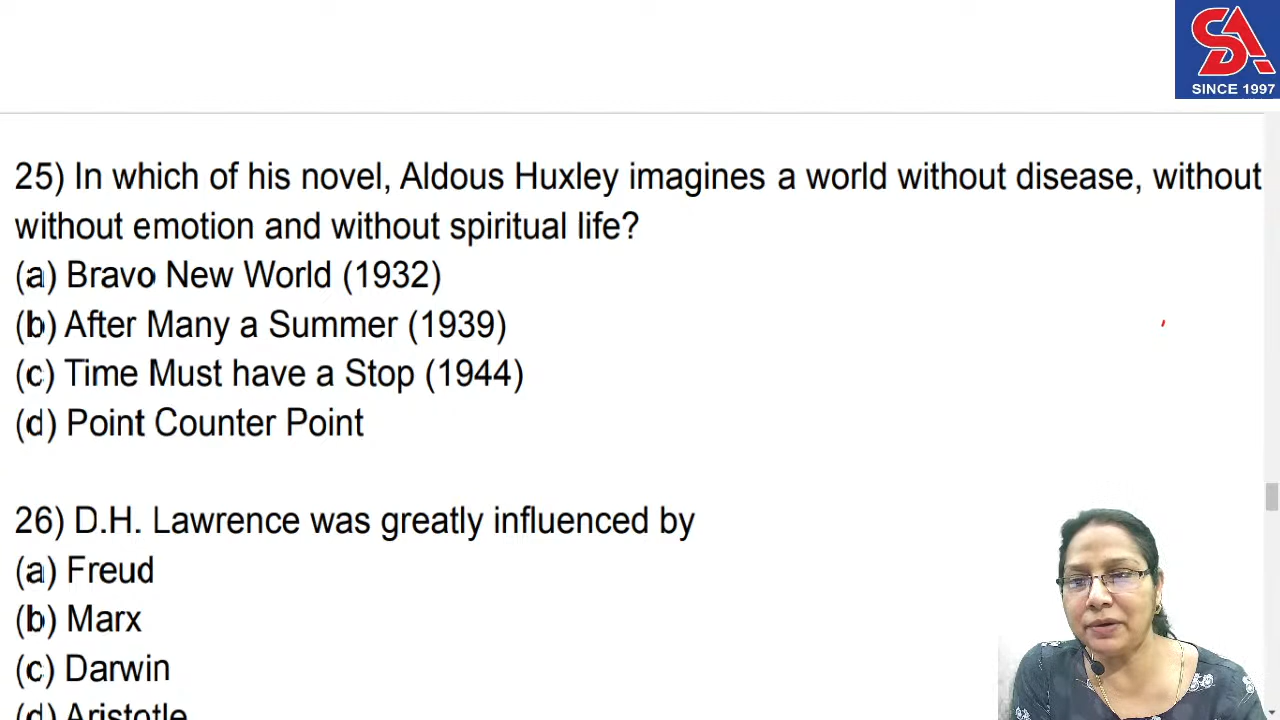 SA
SINCE 1997
25) In which of his novel, Aldous Huxley imagines a world without disease, without
without emotion and without spiritual life?
(a) Bravo New World (1932)
(b) After Many a Summer (1939)
(c) Time Must have a Stop (1944)
(d) Point Counter Point
26) D.H. Lawrence was greatly influenced by
(a) Freud
(b) Marx
(c) Darwin
(d) Aristotle